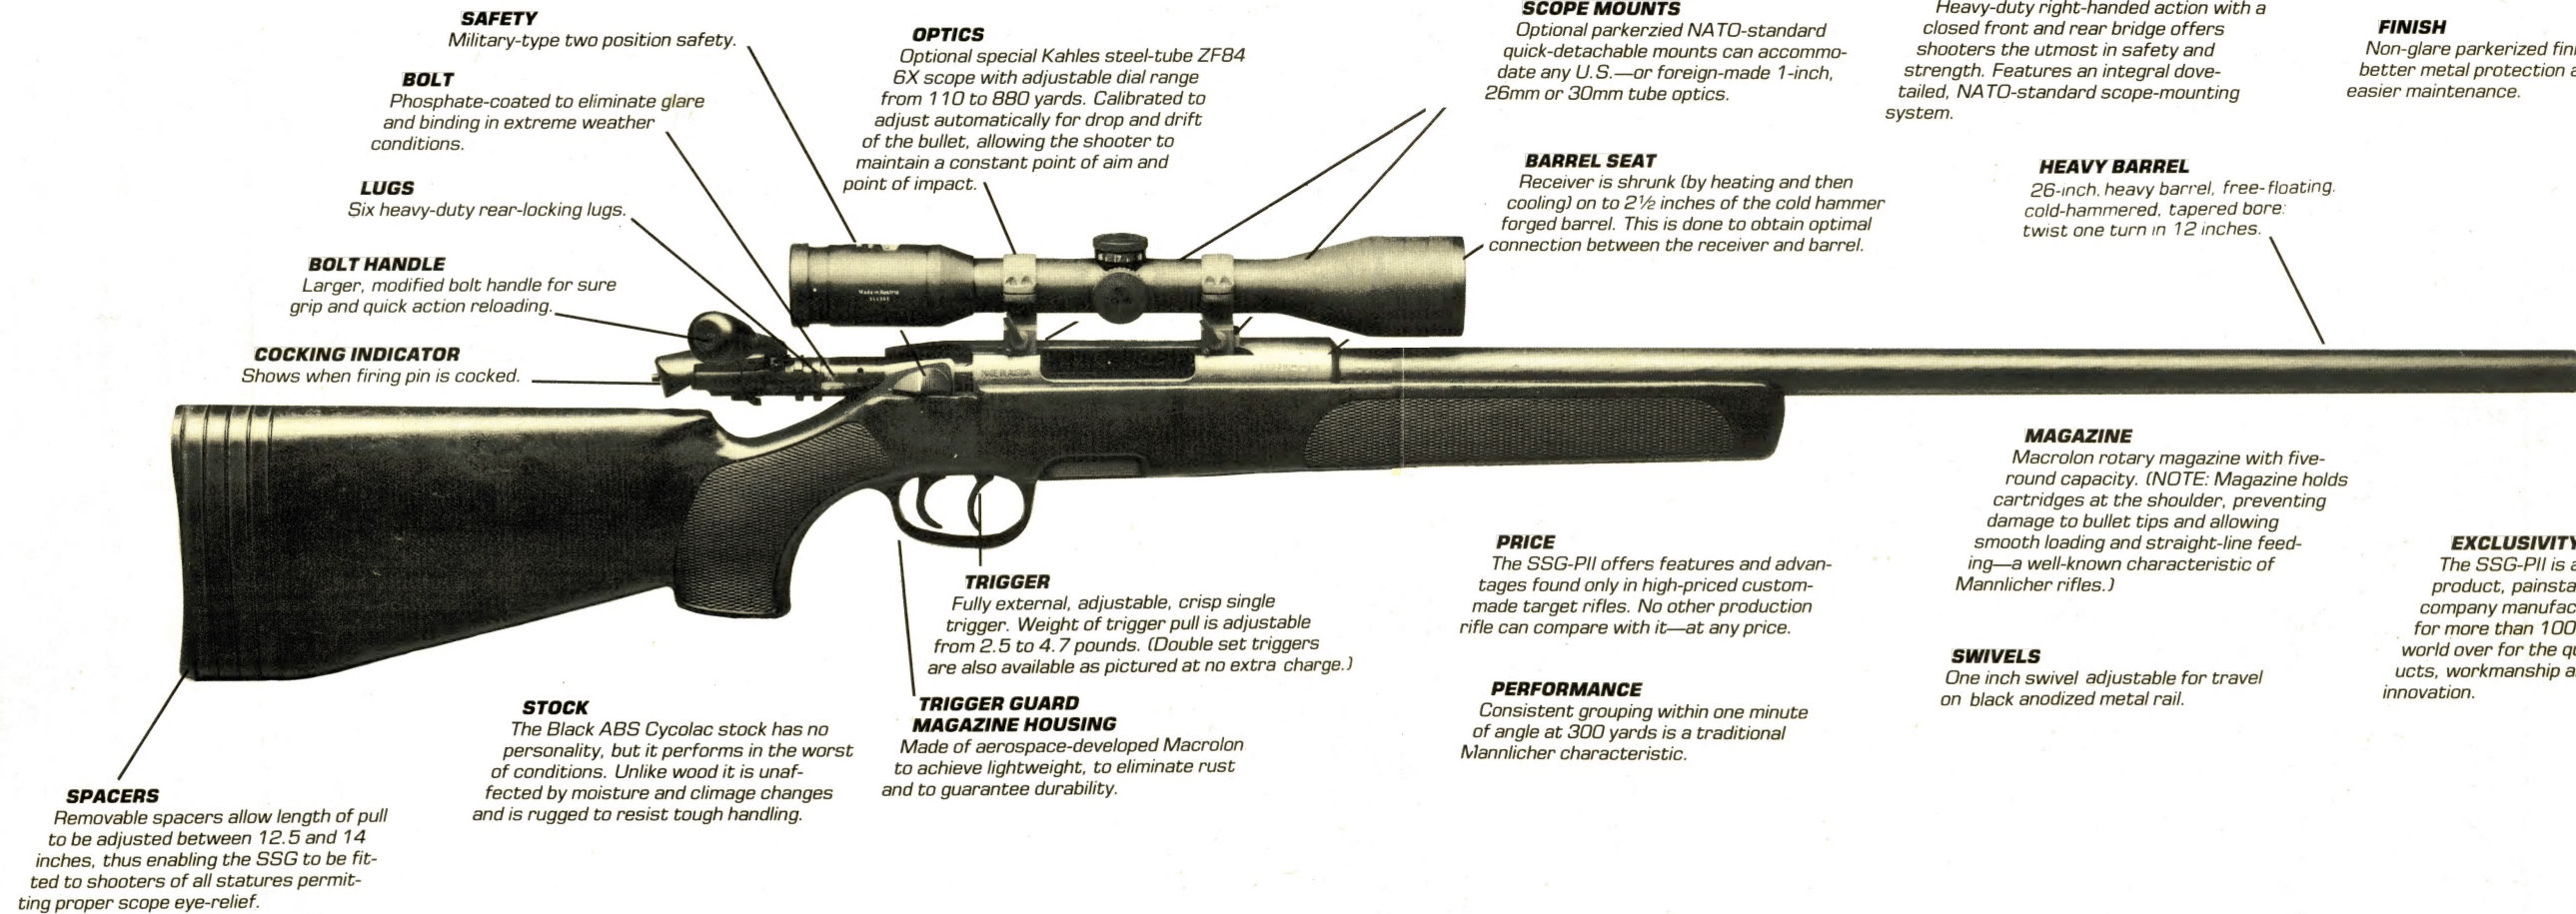 SAFETY
Military-type two position safety.
BOLT
Phosphate-coated to eliminate glare
and binding in extreme weather
conditions.
LUGS
Six heavy-duty rear-locking lugs.
BOLT HANDLE
Larger, modified bolt handle for sure
grip and quick action reloading.
COCKING INDICATOR
Shows when firing pin is cocked.
OPTICS
Optional special Kahles steel-tube ZF84
6X scope with adjustable dial range
from 110 to 880 yards. Calibrated to
adjust automatically for drop and drift
of the bullet, allowing the shooter to
maintain a constant point of aim and
point of impact.
SCOPE MOUNTS
Optional parkerzied NATO-standard
quick-detachable mounts can accommo-
date any U.S.—or foreign-made 1-inch,
26mm or 30mm tube optics.
BARREL SEAT
Receiver is shrunk (by heating and then
cooling) on to 2½ inches of the cold hammer
forged barrel. This is done to obtain optimal
connection between the receiver and barrel.
Heavy-duty right-handed action with a
closed front and rear bridge offers
shooters the utmost in safety and
strength. Features an integral dove-
tailed, NATO-standard scope-mounting
system.
HEAVY BARREL
26-inch. heavy barrel, free-floating.
cold-hammered, tapered bore:
twist one turn in 12 inches.
FINISH
Non-glare parkerized fini
better metal protection a
easier maintenance.
Made in Austria
17
MADE IN AUSTRIA
MAGAZINE
Macrolon rotary magazine with five-
round capacity. (NOTE: Magazine holds
cartridges at the shoulder, preventing
damage to bullet tips and allowing
smooth loading and straight-line feed-
ing—a well-known characteristic of
Mannlicher rifles.)
SWIVELS
One inch swivel adjustable for travel
on black anodized metal rail.
EXCLUSIVITY
The SSG-PII is a
product, painsta
company manufac
for more than 100
world over for the qu
ucts, workmanship a
innovation.
PRICE
The SSG-PII offers features and advan-
tages found only in high-priced custom-
made target rifles. No other production
rifle can compare with it—at any price.
PERFORMANCE
Consistent grouping within one minute
of angle at 300 yards is a traditional
Mannlicher characteristic.
TRIGGER
Fully external, adjustable, crisp single
trigger. Weight of trigger pull is adjustable
from 2.5 to 4.7 pounds. (Double set triggers
are also available as pictured at no extra charge.)
TRIGGER GUARD
MAGAZINE HOUSING
Made of aerospace-developed Macrolon
to achieve lightweight, to eliminate rust
and to guarantee durability.
STOCK
The Black ABS Cycolac stock has no
personality, but it performs in the worst
of conditions. Unlike wood it is unaf-
fected by moisture and climage changes
and is rugged to resist tough handling.
SPACERS
Removable spacers allow length of pull
to be adjusted between 12.5 and 14
inches, thus enabling the SSG to be fit-
ted to shooters of all statures permit-
ting proper scope eye-relief.